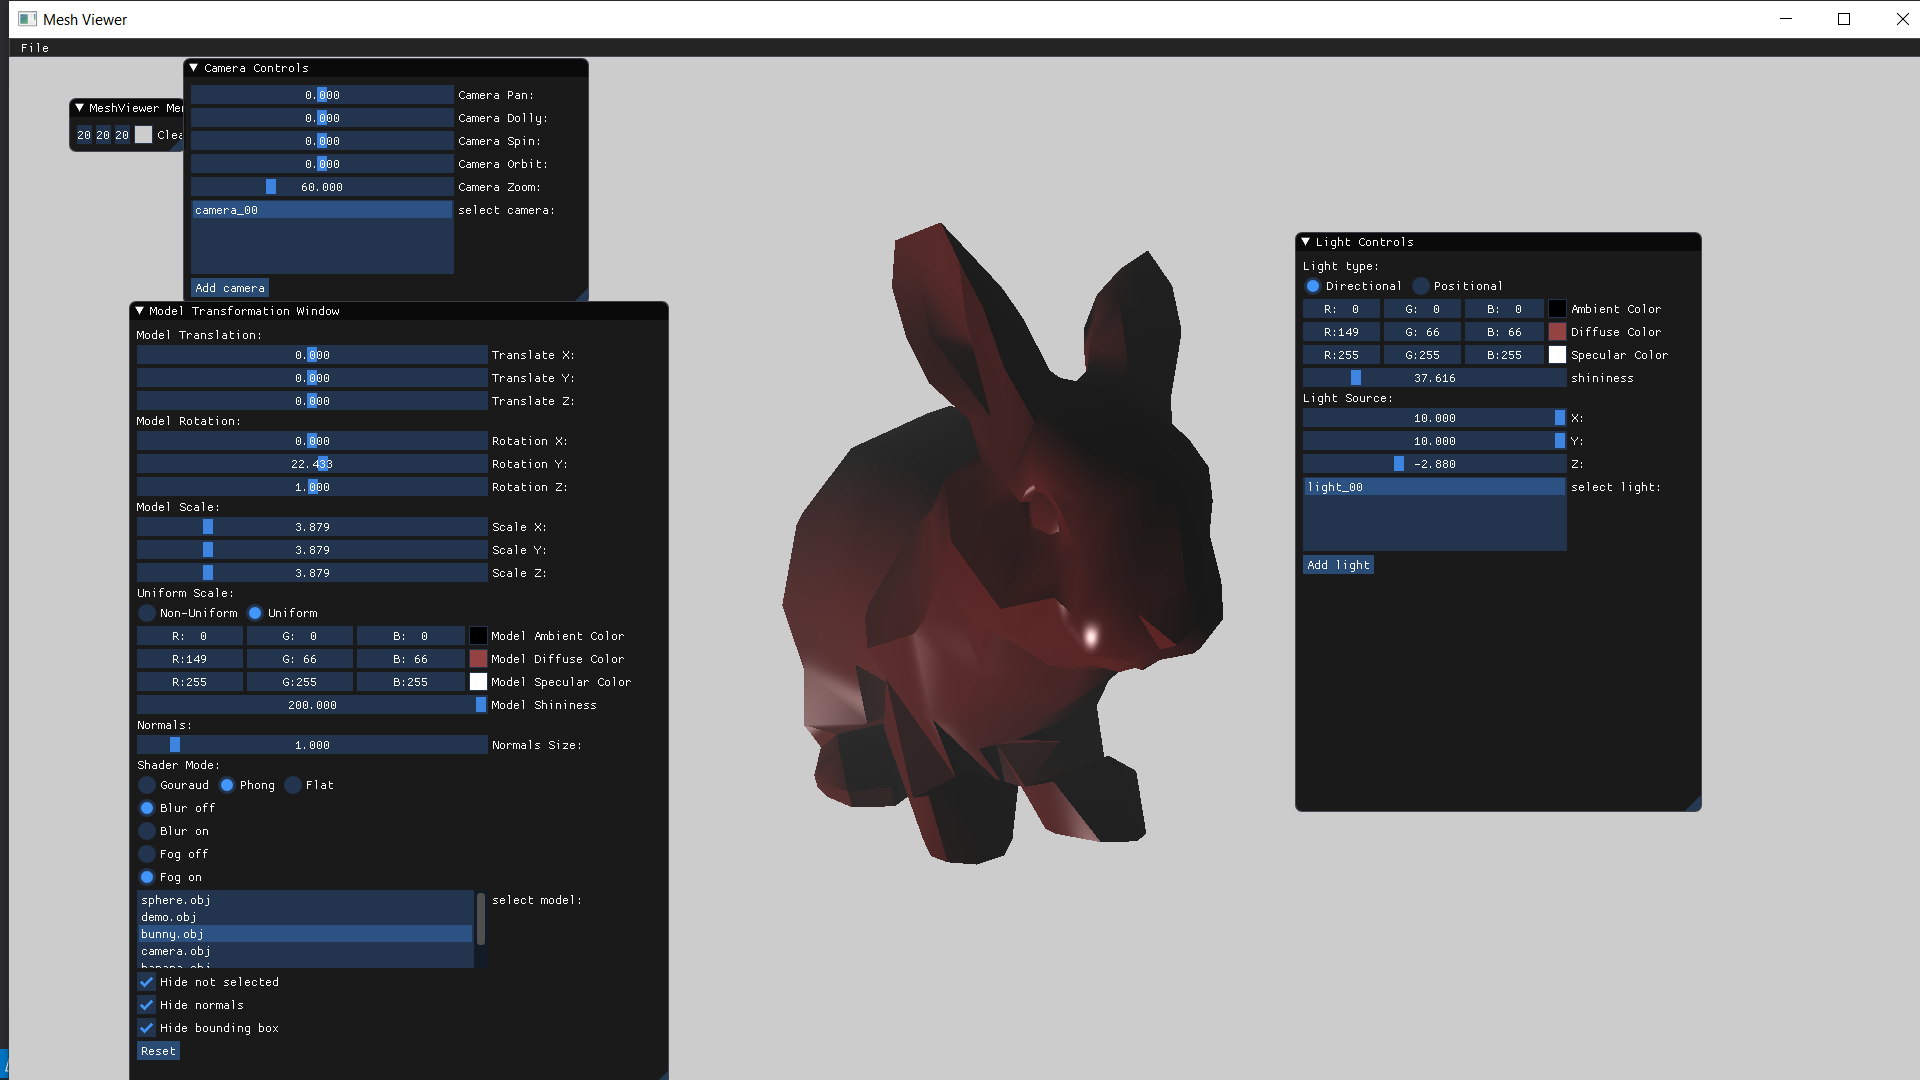 Mesh Viewer
File
Camera Controls
0.000 Camera Pan:
0.000 Camera Dolly:
0.000 Camera Spin:
0.000 Camera Orbit:
60.000 Camera Zoom:
camera_00 select camera:
Add camera
MeshViewer
20 20 20
Model Transformation Window
Model Translation:
0.000 Translate X:
0.000 Translate Y:
0.000 Translate Z:
Model Rotation:
0.000 Rotation X:
22.433 Rotation Y:
1.000 Rotation Z:
Model Scale:
3.879 Scale X:
3.879 Scale Y:
3.879 Scale Z:
Uniform Scale:
Non-Uniform Uniform
R: 0 G: 0 B: 0 Model Ambient Color
R:149 G: 66 B: 66 Model Diffuse Color
R:255 G:255 B:255 Model Specular Color
200.000 Model Shininess
Normals:
1.000 Normals Size:
Shader Mode:
Gouraud Phong Flat
Blur off
Blur on
Fog off
Fog on
sphere.obj select model:
demo.obj
bunny.obj
camera.obj
Hide not selected
Hide normals
Hide bounding box
Reset
Light Controls
Light type:
Directional Positional
R: 0 G: 0 B: 0 Ambient Color
R:149 G: 66 B: 66 Diffuse Color
R:255 G:255 B:255 Specular Color
37.616 shininess
Light Source:
10.000 X:
10.000 Y:
-2.880 Z:
light_00 select light:
Add light